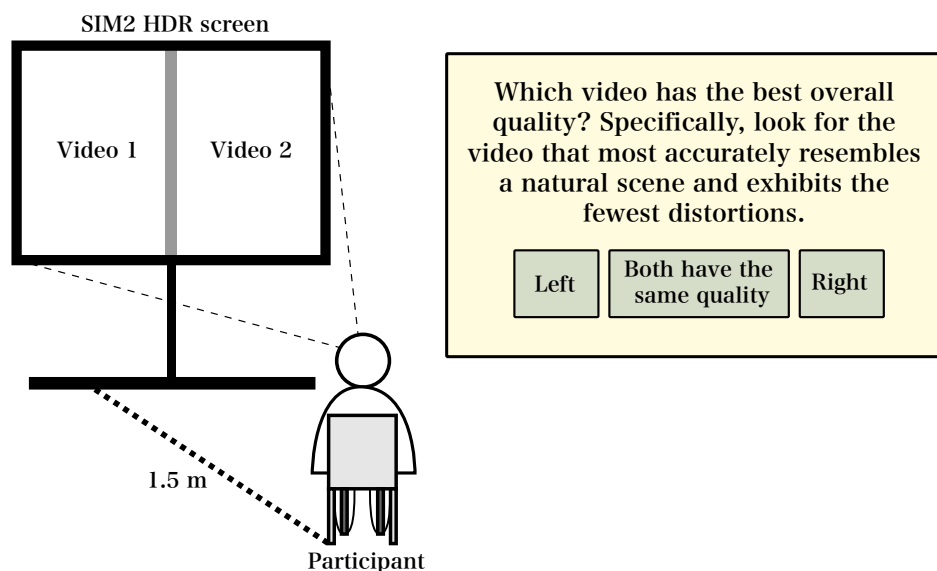 SIM2 HDR screen
Video 1
Video 2
1.5 m
Participant
Which video has the best overall
quality? Specifically, look for the
video that most accurately resembles
a natural scene and exhibits the
fewest distortions.
Left
Both have the
same quality
Right